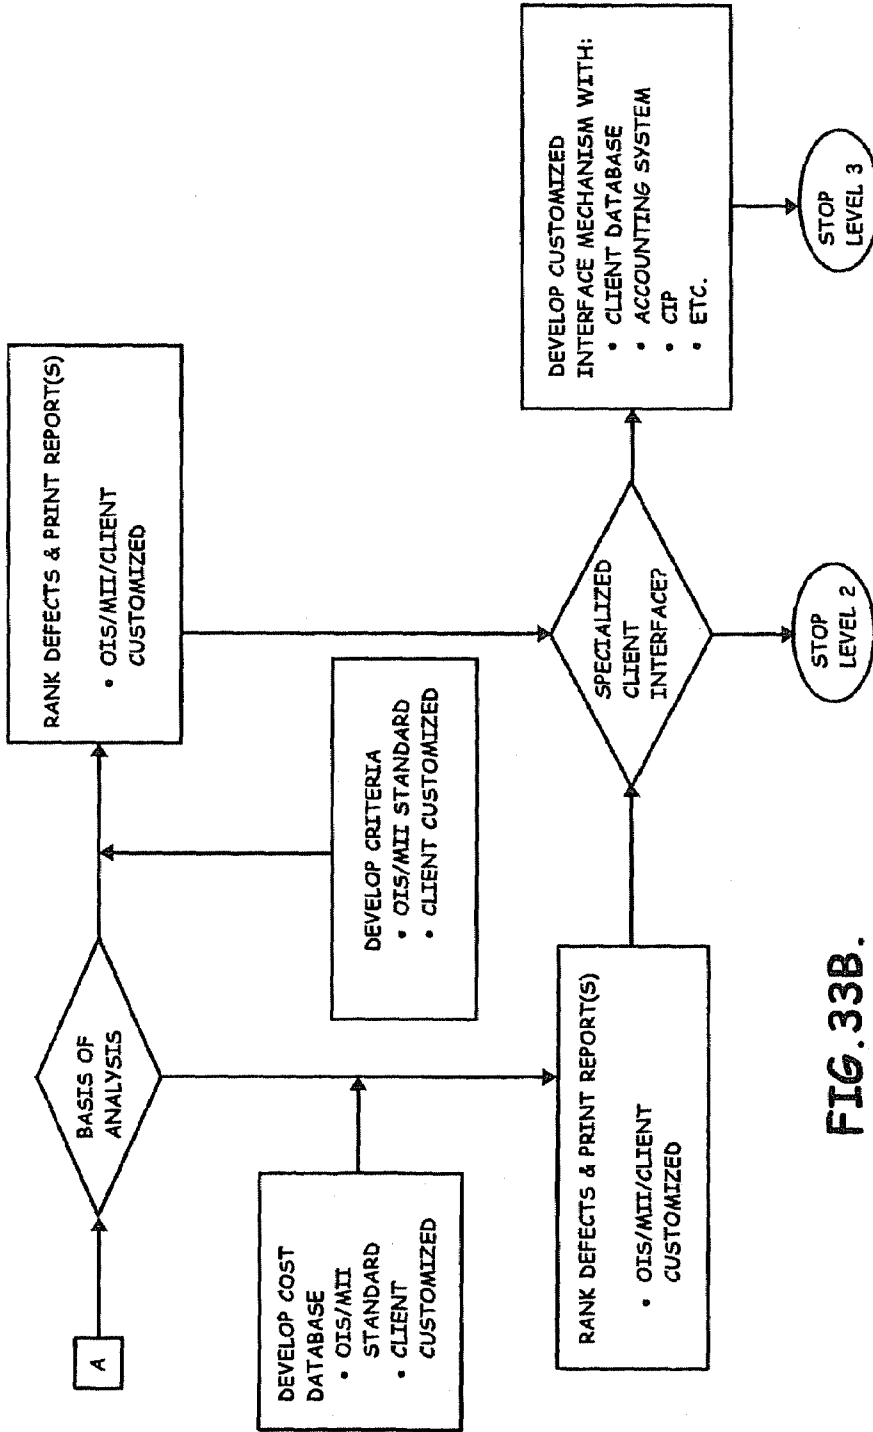 A
BASIS OF
ANALYSIS
RANK DEFECTS & PRINT REPORT(S)
• OIS/MII/CLIENT
CUSTOMIZED
DEVELOP CRITERIA
• OIS/MII STANDARD
• CLIENT CUSTOMIZED
DEVELOP COST
DATABASE
• OIS/MII
STANDARD
• CLIENT
CUSTOMIZED
RANK DEFECTS & PRINT REPORT(S)
• OIS/MII/CLIENT
CUSTOMIZED
SPECIALIZED
CLIENT
INTERFACE?
DEVELOP CUSTOMIZED
INTERFACE MECHANISM WITH:
• CLIENT DATABASE
• ACCOUNTING SYSTEM
• CIP
• ETC.
STOP
LEVEL 2
STOP
LEVEL 3
FIG.33B.